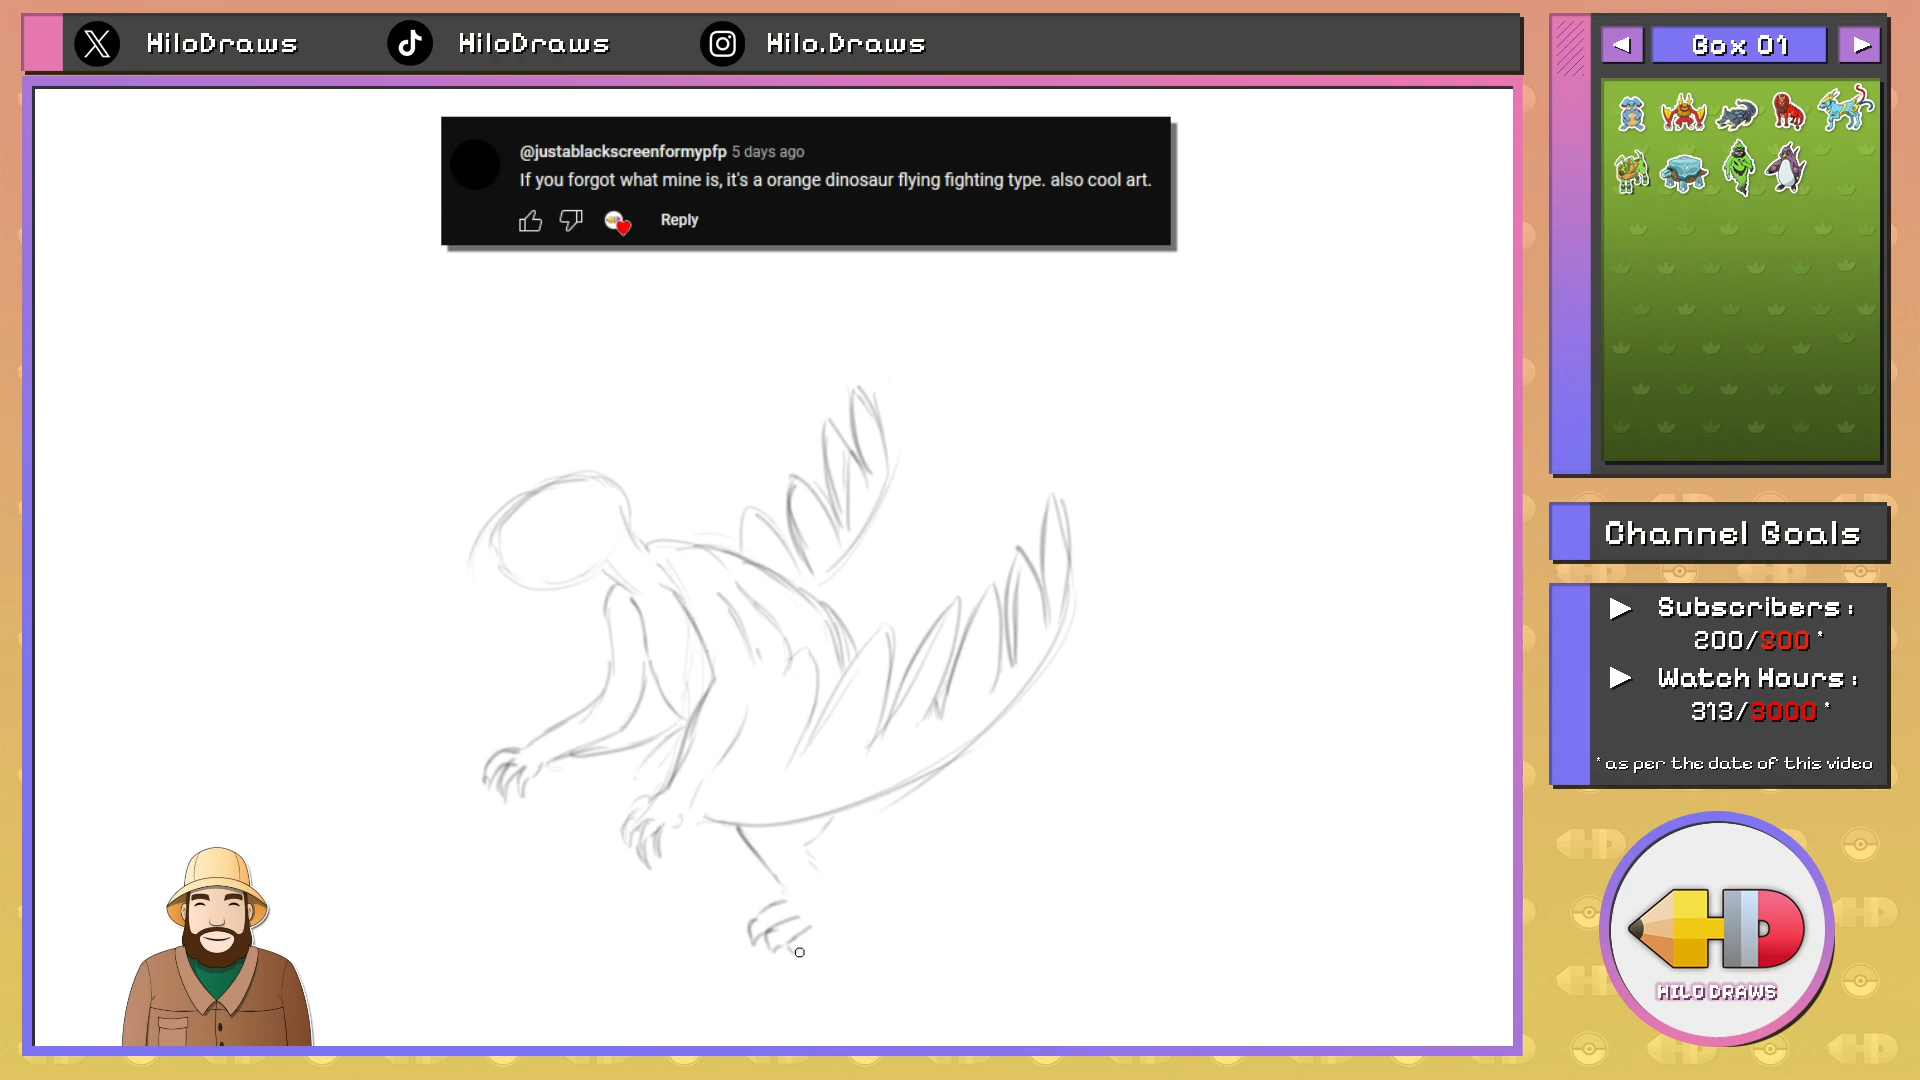 HiloDraws
HiloDraws
Hilo.Draws
@justablackscreenformypfp 5 days ago
If you forgot what mine is, it's a orange dinosaur flying fighting type. also cool art.
Reply
Box 01
Channel Goals
Subscribers:
200/300*
Watch Hours:
313/3000*
*as per the date of this video
HD
HILO DRAWS